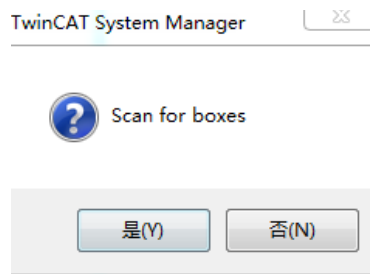 TwinCAT System Manager
Scan for boxes
是(Y)
否(N)